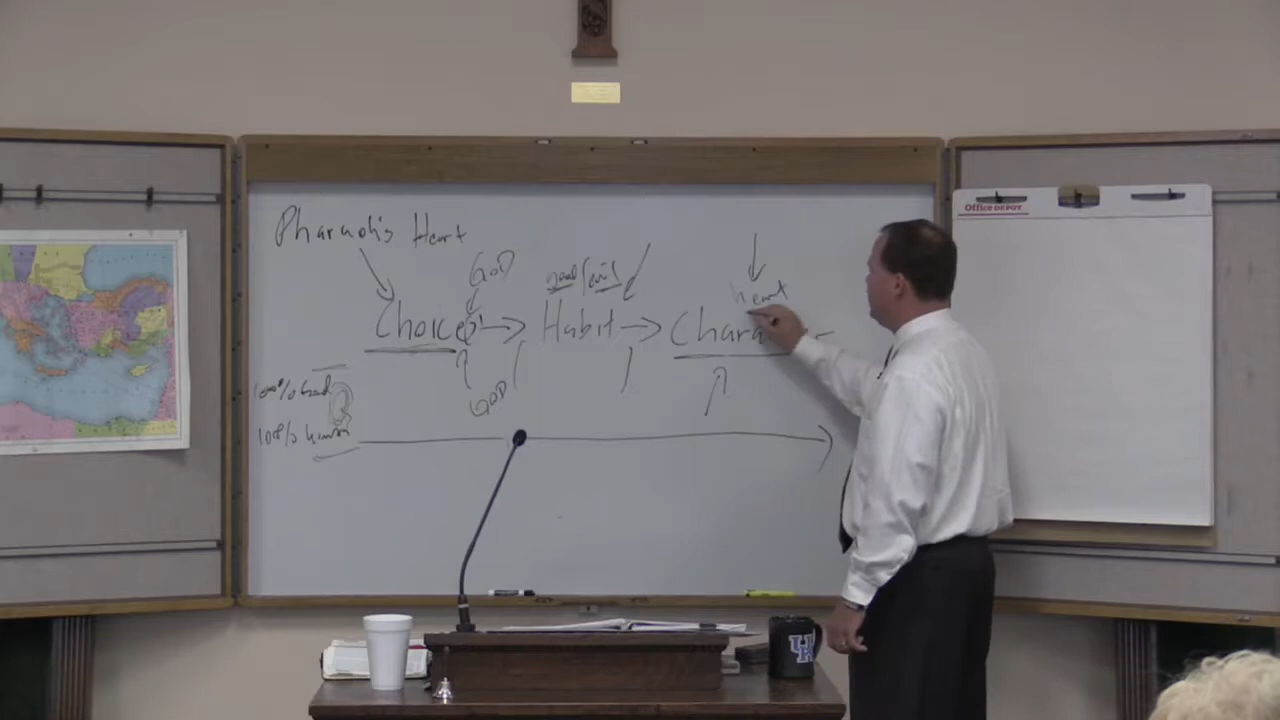 Pharaoh's Heart
GOD
good/evil
heart
Choice → Habit → Chara
GOD
100% God
100% human
Office DEPOT
UK